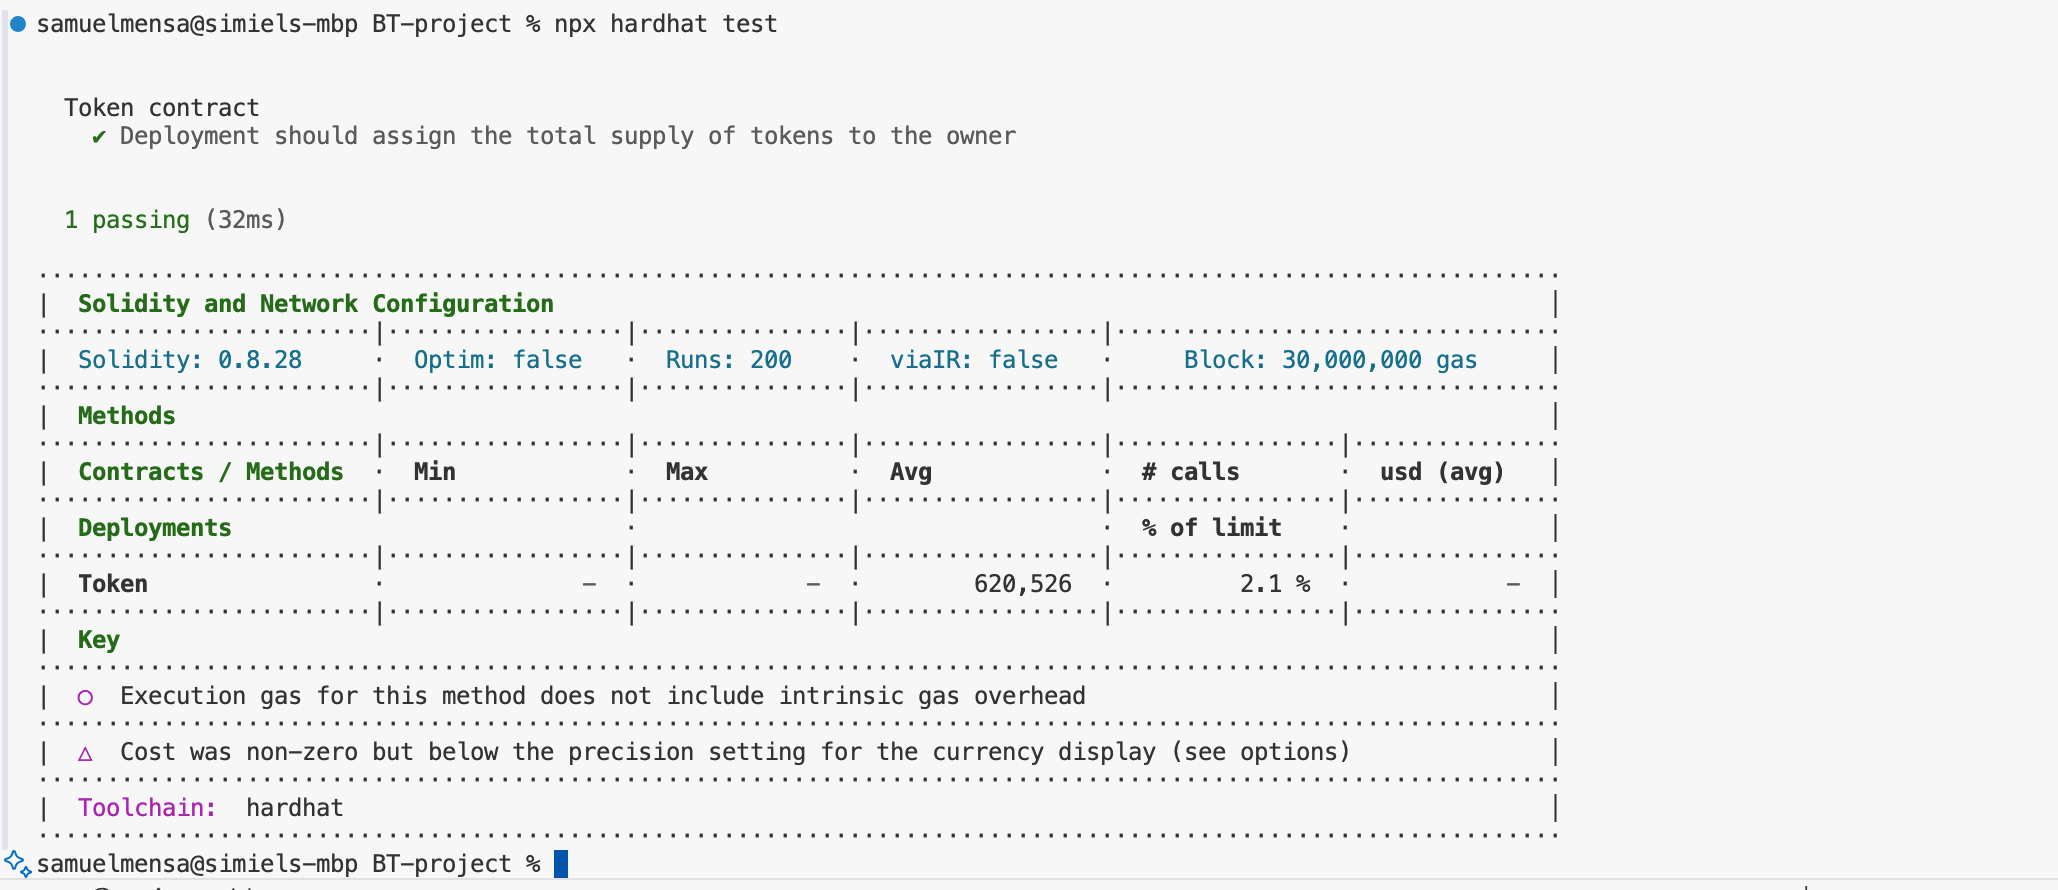 samuelmensa@simiels-mbp BT-project % npx hardhat test
Token contract
✔ Deployment should assign the total supply of tokens to the owner
1 passing (32ms)
| Solidity and Network Configuration |
| Solidity: 0.8.28 · Optim: false · Runs: 200 · viaIR: false · Block: 30,000,000 gas |
| Methods |
| Contracts / Methods · Min · Max · Avg · # calls · usd (avg) |
| Deployments · · % of limit · |
| Token · - · - · 620,526 · 2.1 % · - |
| Key |
| ◯ Execution gas for this method does not include intrinsic gas overhead |
| △ Cost was non-zero but below the precision setting for the currency display (see options) |
| Toolchain: hardhat |
samuelmensa@simiels-mbp BT-project %